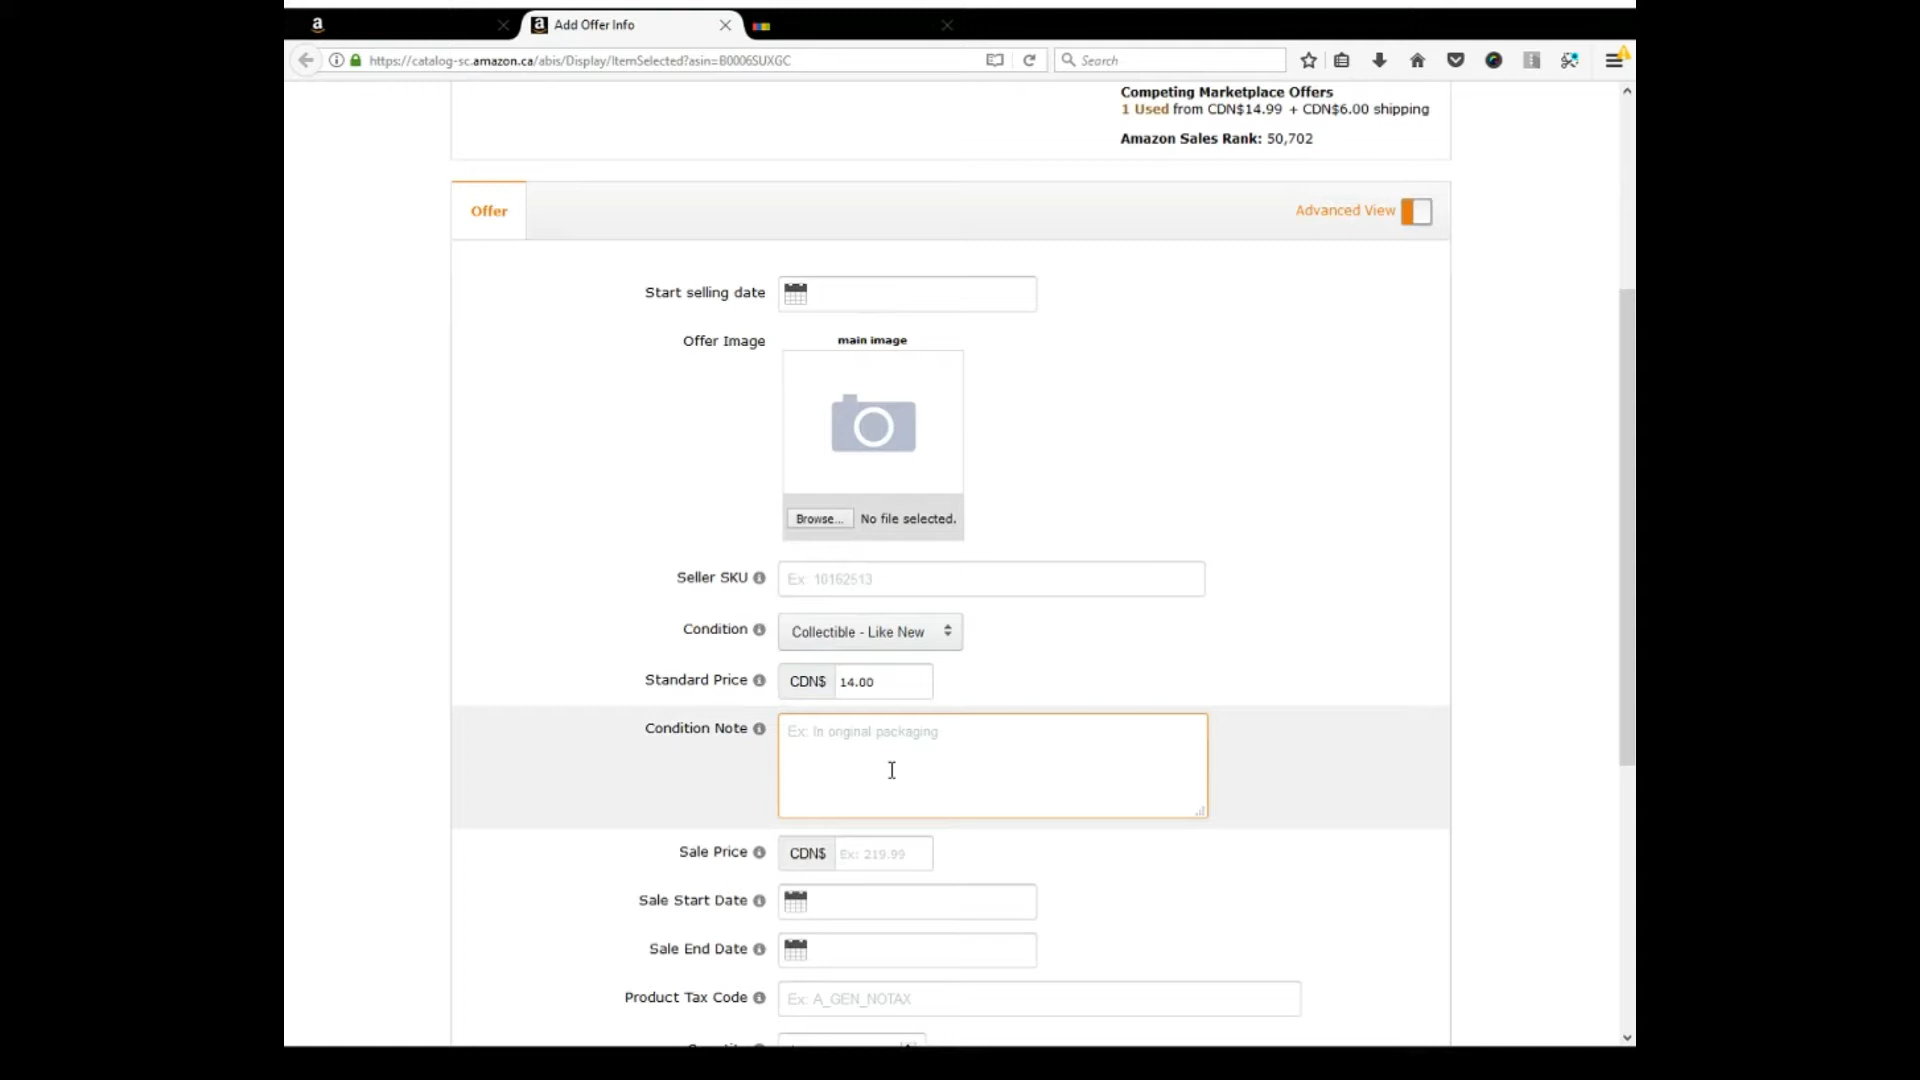 Add Offer Info
https://catalog-sc.amazon.ca/abis/Display/ItemSelected?asin=B0006SUXGC
Search
Competing Marketplace Offers
1 Used from CDN$14.99 + CDN$6.00 shipping
Amazon Sales Rank: 50,702
Offer
Advanced View
Start selling date
Offer Image
main image
Browse... No file selected.
Seller SKU
Ex: 10162513
Condition
Collectible - Like New
Standard Price
CDN$ 14.00
Condition Note
Ex: In original packaging
Sale Price
CDN$ Ex: 219.99
Sale Start Date
Sale End Date
Product Tax Code
Ex: A_GEN_NOTAX